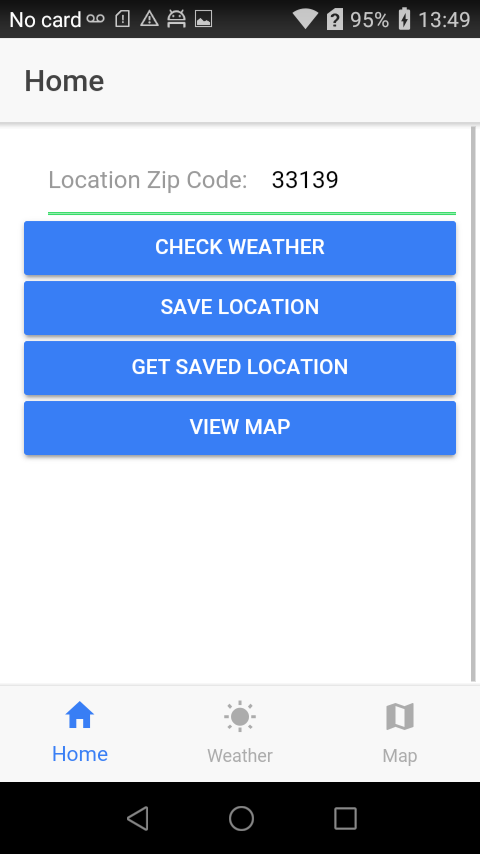 No card 95% 13:49
Home
Location Zip Code: 33139
CHECK WEATHER
SAVE LOCATION
GET SAVED LOCATION
VIEW MAP
Home Weather Map